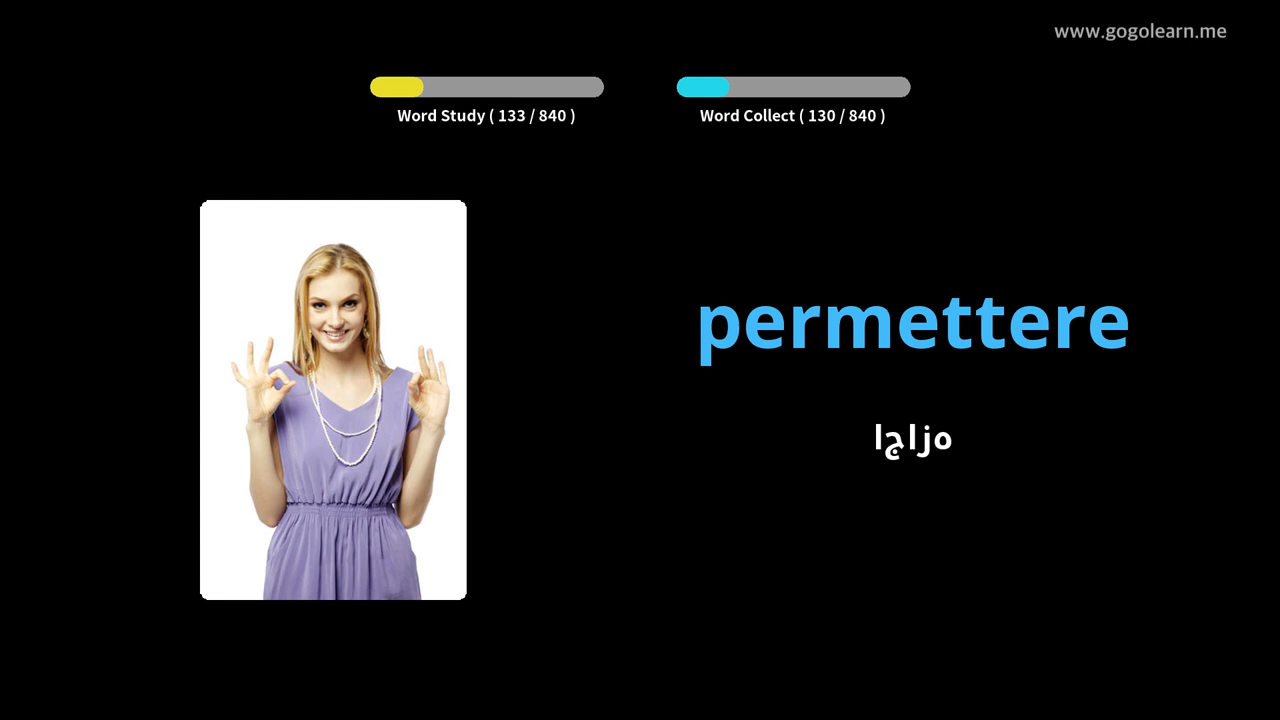 www.gogolearn.me
Word Study ( 133 / 840 )
Word Collect ( 130 / 840 )
permettere
اجازه